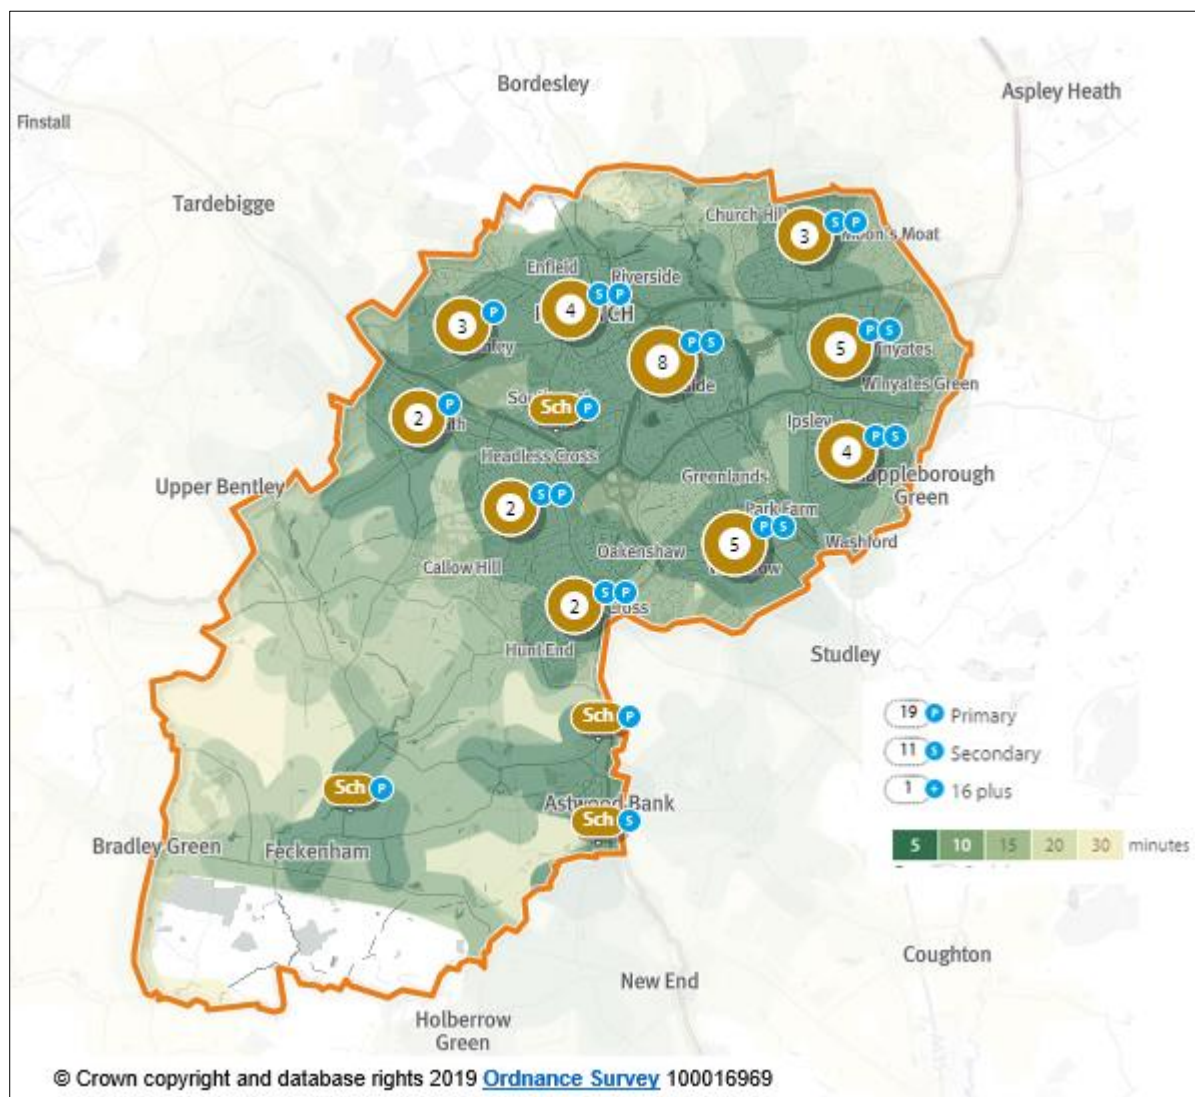 Bordesley
Aspley Heath
Finstall
Tardebigge
Church Hill
S P
3
Moon's Moat
Enfield
Riverside
S P
4
CH
P
3
P S
5
P S
8
Winyates Green
P
2
Sch P
Ipsley
P S
4
Headless Cross
Greenlands
Upper Bentley
Green
S P
2
Park Farm
P S
5
Washford
Oakenshaw
Callow Hill
S P
2
Hunt End
Studley
Sch P
19 P Primary
11 S Secondary
1 + 16 plus
Sch P
Astwood Bank
Sch S
5 10 15 20 30 minutes
Bradley Green
Feckenham
Coughton
New End
Holberrow
Green
© Crown copyright and database rights 2019 Ordnance Survey 100016969